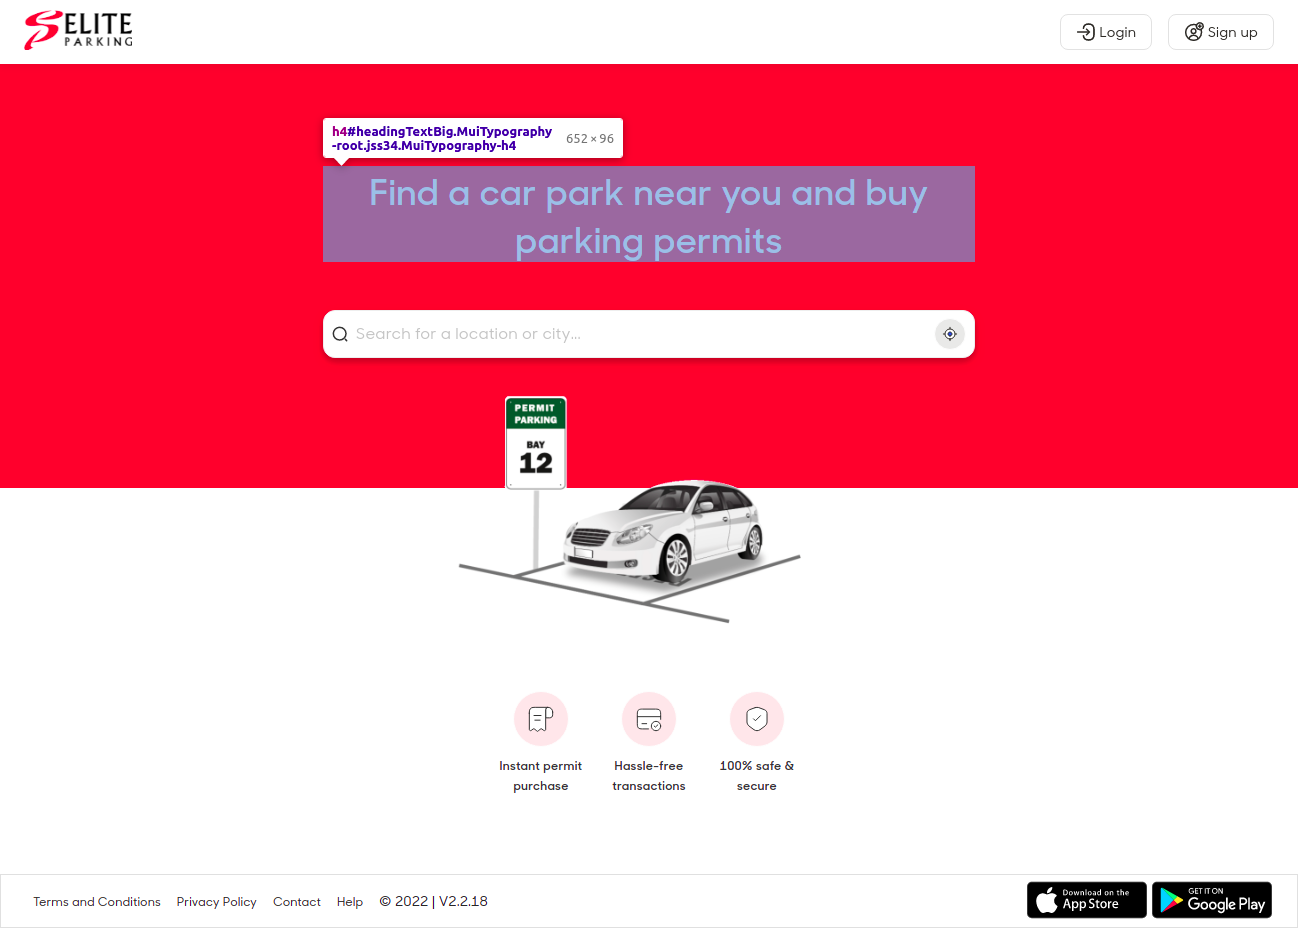 ELITE
PARKING
Login
Sign up
h4#headingTextBig.MuiTypography
-root.jss34.MuiTypography-h4
652 × 96
Find a car park near you and buy
parking permits
Search for a location or city...
PERMIT
PARKING
BAY
12
Instant permit
purchase
Hassle-free
transactions
100% safe &
secure
Terms and Conditions
Privacy Policy
Contact
Help
© 2022 | V2.2.18
Download on the
App Store
GET IT ON
Google Play